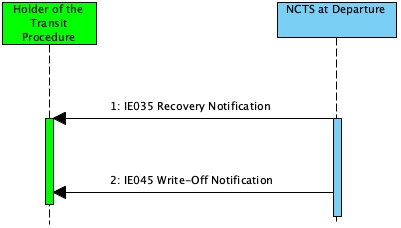 Holder of the
Transit
Procedure
NCTS at Departure
1: IE035 Recovery Notification
2: IE045 Write-Off Notification